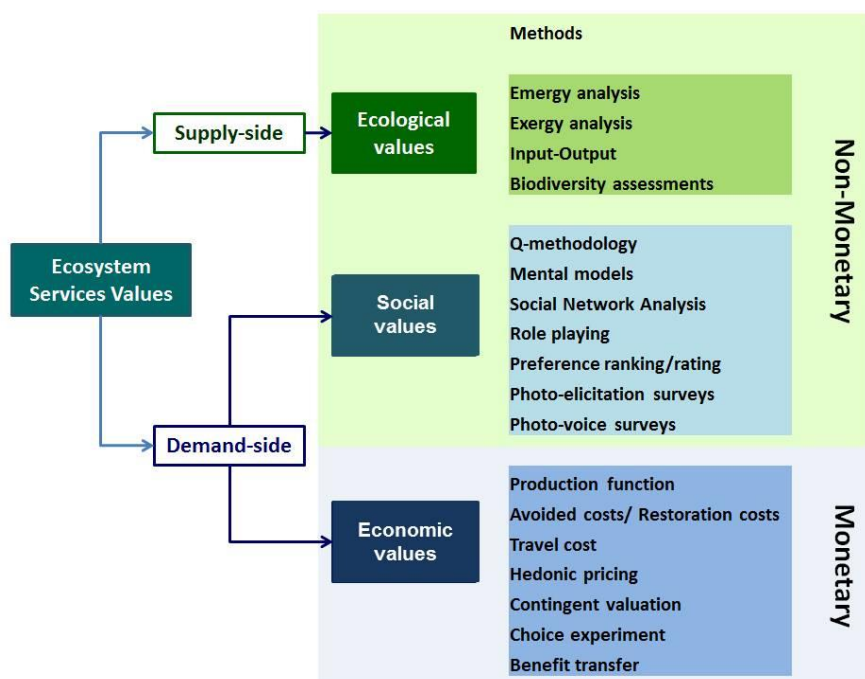 Methods
Supply-side
Ecological
values
Emergy analysis
Exergy analysis
Input-Output
Biodiversity assessments
Non-Monetary
Ecosystem
Services Values
Social
values
Q-methodology
Mental models
Social Network Analysis
Role playing
Preference ranking/rating
Photo-elicitation surveys
Photo-voice surveys
Demand-side
Economic
values
Production function
Avoided costs/ Restoration costs
Travel cost
Hedonic pricing
Contingent valuation
Choice experiment
Benefit transfer
Monetary